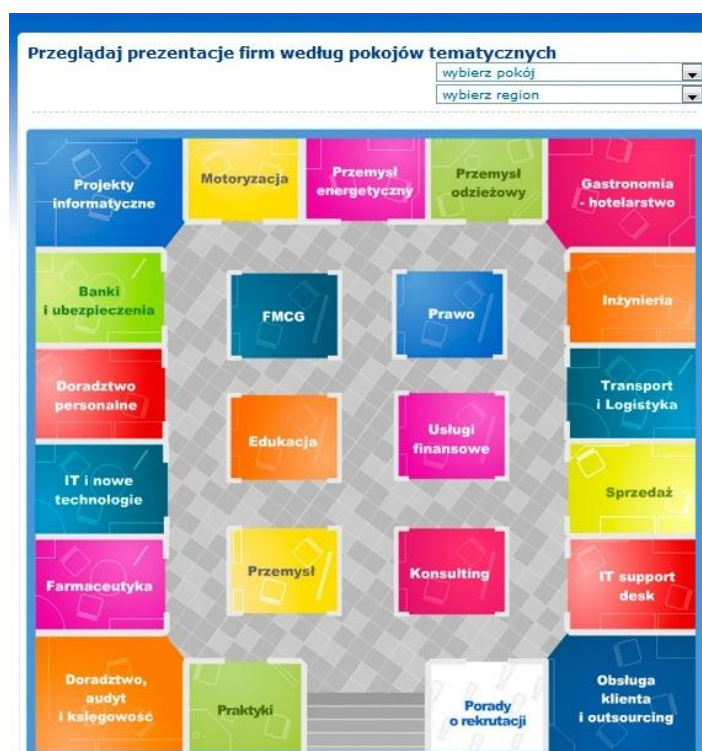 Przeglądaj prezentacje firm według pokojów tematycznych
wybierz pokój
wybierz region
Projekty
informatyczne
Motoryzacja
Przemysł
energetyczny
Przemysł
odzieżowy
Gastronomia
- hotelarstwo
Banki
i ubezpieczenia
FMCG
Prawo
Inżynieria
Doradztwo
personalne
Edukacja
Usługi
finansowe
Transport
i Logistyka
IT i nowe
technologie
Sprzedaż
Farmaceutyka
Przemysł
Konsulting
IT support
desk
Doradztwo,
audyt
i księgowość
Praktyki
Porady
o rekrutacji
Obsługa
klienta
i outsourcing